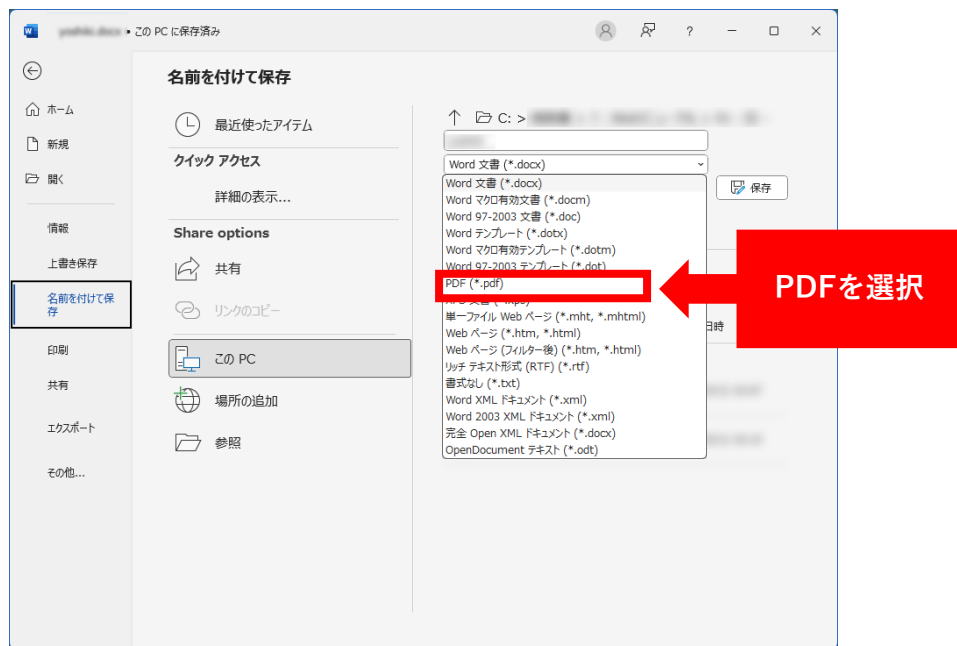 この PC に保存済み
?
名前を付けて保存
ホーム
新規
開く
情報
上書き保存
名前を付けて保
存
印刷
共有
エクスポート
その他...
最近使ったアイテム
クイック アクセス
詳細の表示...
Share options
共有
リンクのコピー
この PC
場所の追加
参照
C: >
Word 文書 (*.docx)
Word 文書 (*.docx)
Word マクロ有効文書 (*.docm)
Word 97-2003 文書 (*.doc)
Word テンプレート (*.dotx)
Word マクロ有効テンプレート (*.dotm)
Word 97-2003 テンプレート (*.dot)
PDF (*.pdf)
単一ファイル Web ページ (*.mht, *.mhtml)
Web ページ (*.htm, *.html)
Web ページ (フィルター後) (*.htm, *.html)
リッチ テキスト形式 (RTF) (*.rtf)
書式なし (*.txt)
Word XML ドキュメント (*.xml)
Word 2003 XML ドキュメント (*.xml)
完全 Open XML ドキュメント (*.docx)
OpenDocument テキスト (*.odt)
保存
日時
PDFを選択